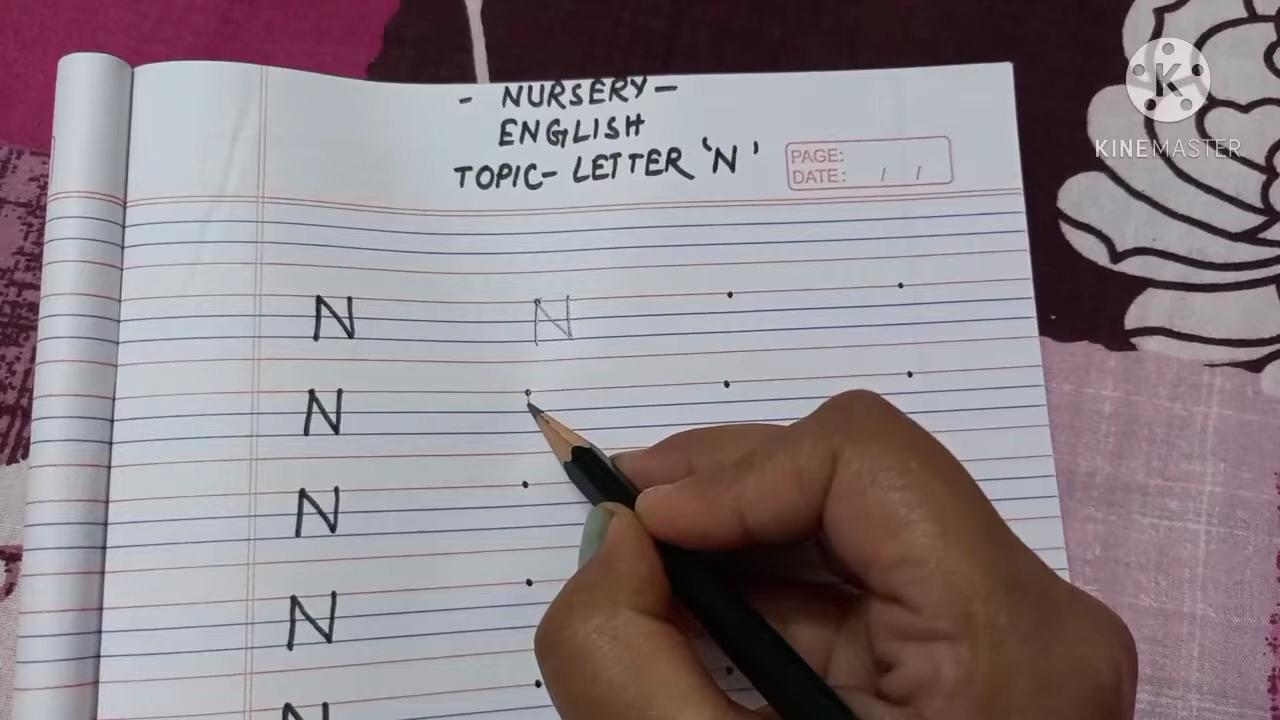 - NURSERY -
ENGLISH
TOPIC- LETTER 'N'
PAGE:
DATE: / /
K
KINEMASTER
N N
N
N
N
N